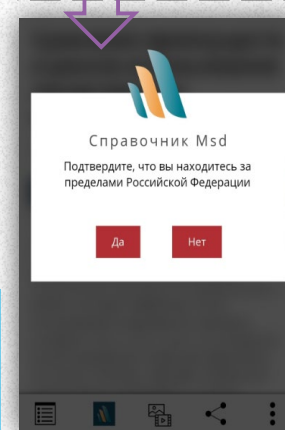 Справочник Msd
Подтвердите, что вы находитесь за
пределами Российской Федерации
Да
Нет